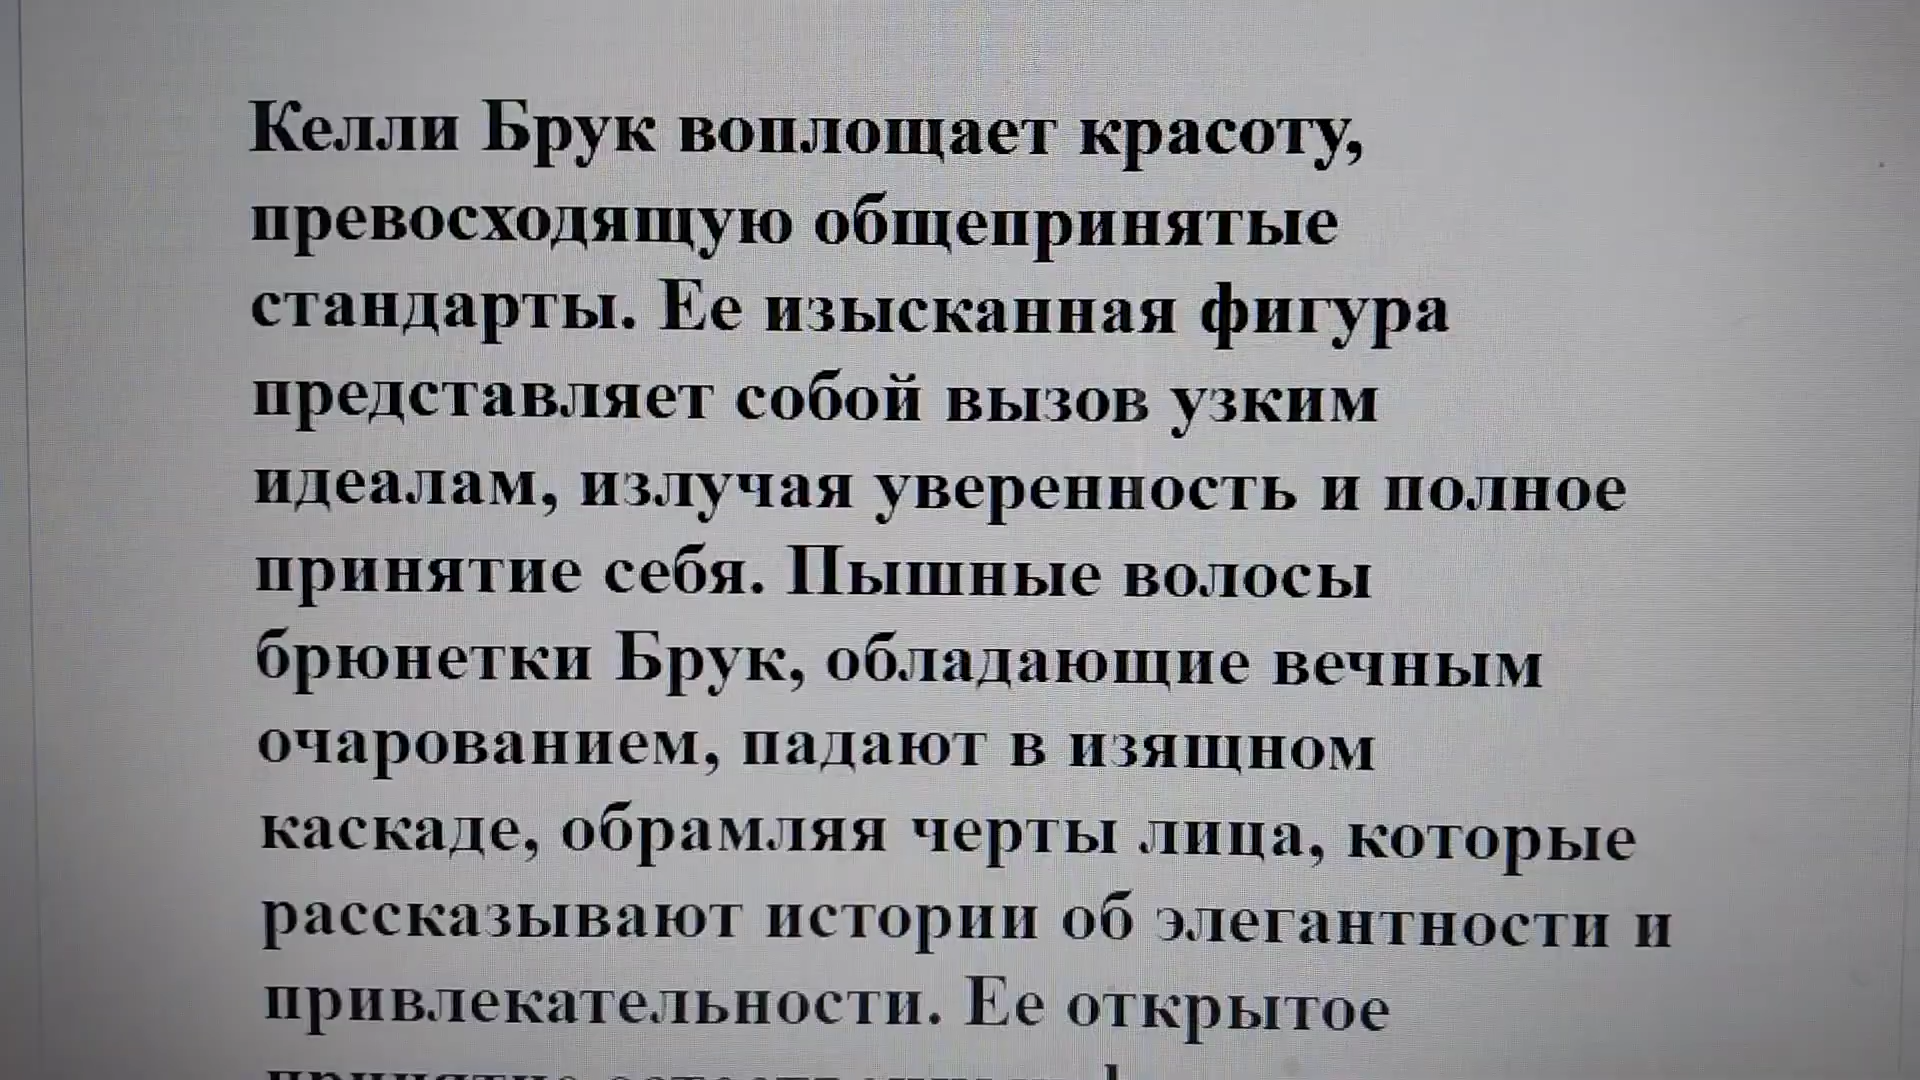 Келли Брук воплощает красоту,
превосходящую общепринятые
стандарты. Ее изысканная фигура
представляет собой вызов узким
идеалам, излучая уверенность и полное
принятие себя. Пышные волосы
брюнетки Брук, обладающие вечным
очарованием, падают в изящном
каскаде, обрамляя черты лица, которые
рассказывают истории об элегантности и
привлекательности. Ее открытое